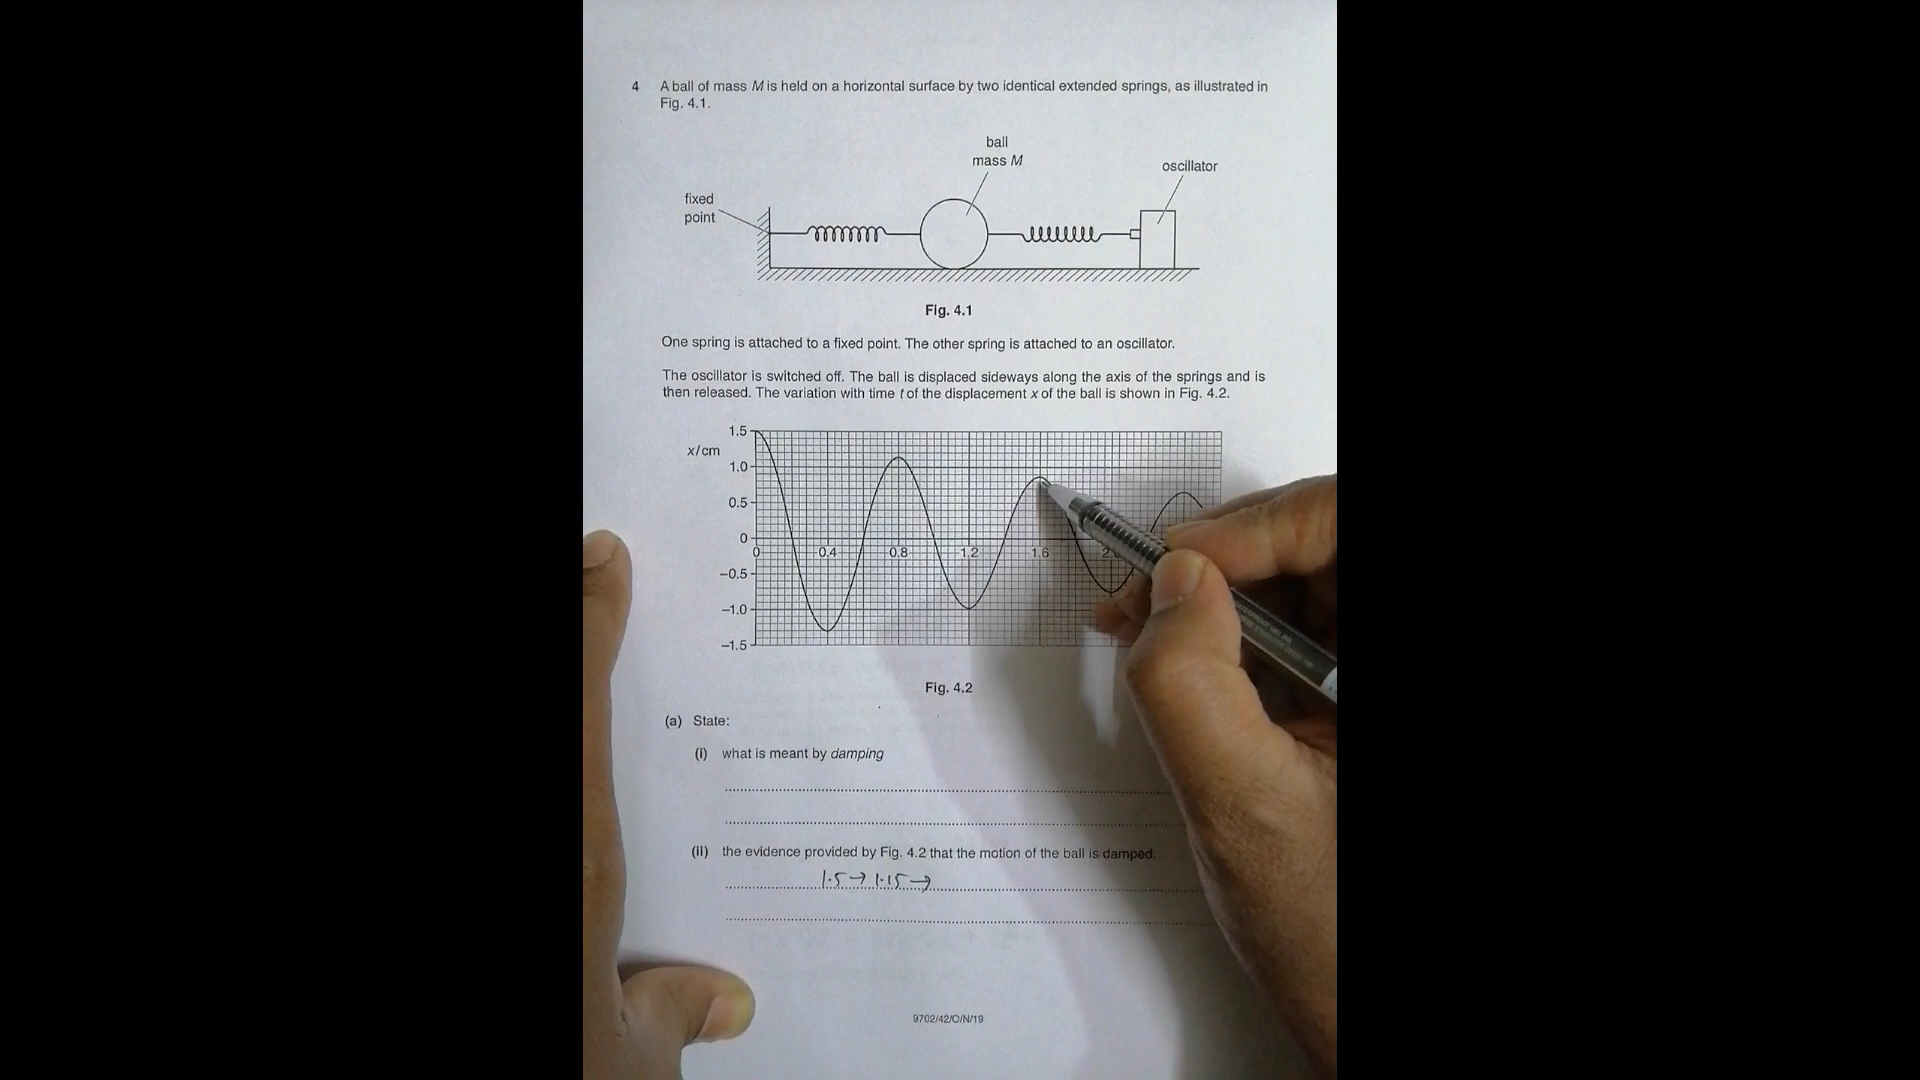 4 A ball of mass M is held on a horizontal surface by two identical extended springs, as illustrated in
Fig. 4.1.
ball
mass M
oscillator
fixed
point
Fig. 4.1
One spring is attached to a fixed point. The other spring is attached to an oscillator.
The oscillator is switched off. The ball is displaced sideways along the axis of the springs and is
then released. The variation with time t of the displacement x of the ball is shown in Fig. 4.2.
1.5
x/cm
1.0
0.5
0
0 0.4 0.8 1.2 1.6
−0.5
−1.0
−1.5
Fig. 4.2
(a) State:
(i) what is meant by damping
(ii) the evidence provided by Fig. 4.2 that the motion of the ball is damped.
1.5→ 1.15→
9702/42/O/N/19